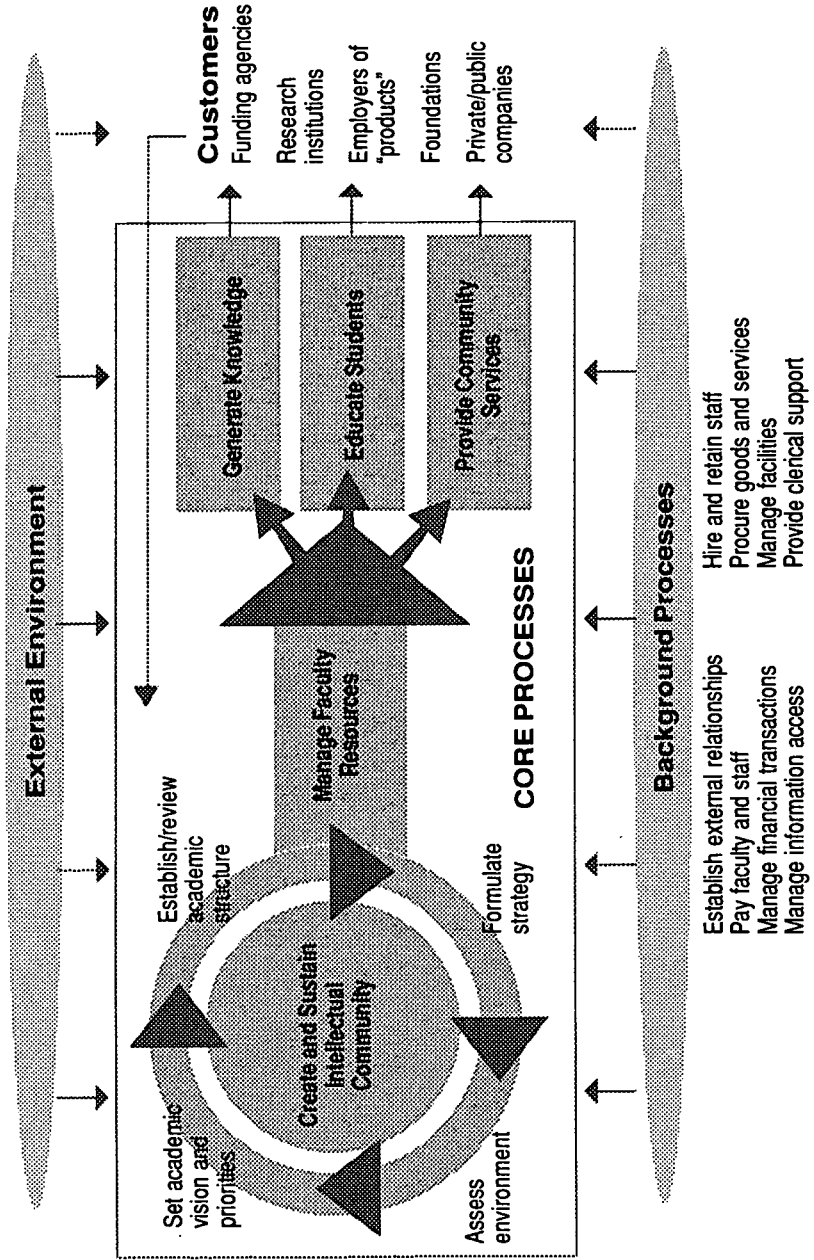 External Environment
Set academic
vision and
priorities
Establish/review
academic
structure
Create and Sustain
Intellectual
Community
Assess
environment
Formulate
strategy
Manage Faculty
Resources
CORE PROCESSES
Generate Knowledge
Educate Students
Provide Community
Services
Customers
Funding agencies
Research
institutions
Employers of
"products"
Foundations
Private/public
companies
Background Processes
Establish external relationships
Pay faculty and staff
Manage financial transactions
Manage information access
Hire and retain staff
Procure goods and services
Manage facilities
Provide clerical support